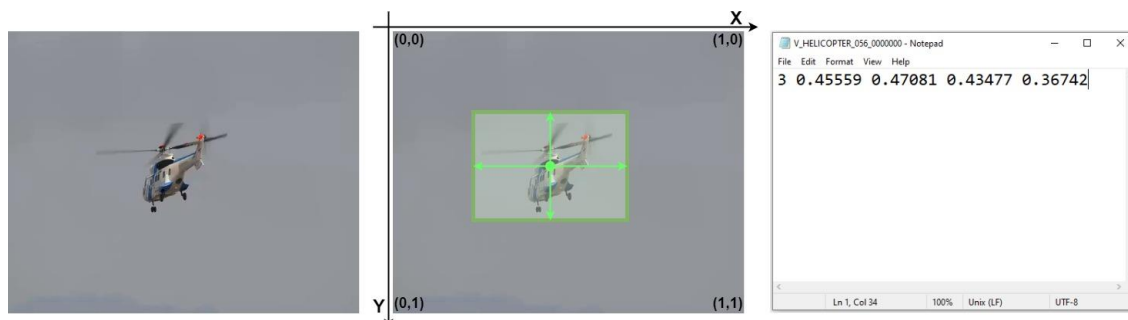 X
(0,0) (1,0)
Y (0,1) (1,1)
V_HELICOPTER_056_0000000 - Notepad
File Edit Format View Help
3 0.45559 0.47081 0.43477 0.36742
Ln 1, Col 34 100% Unix (LF) UTF-8